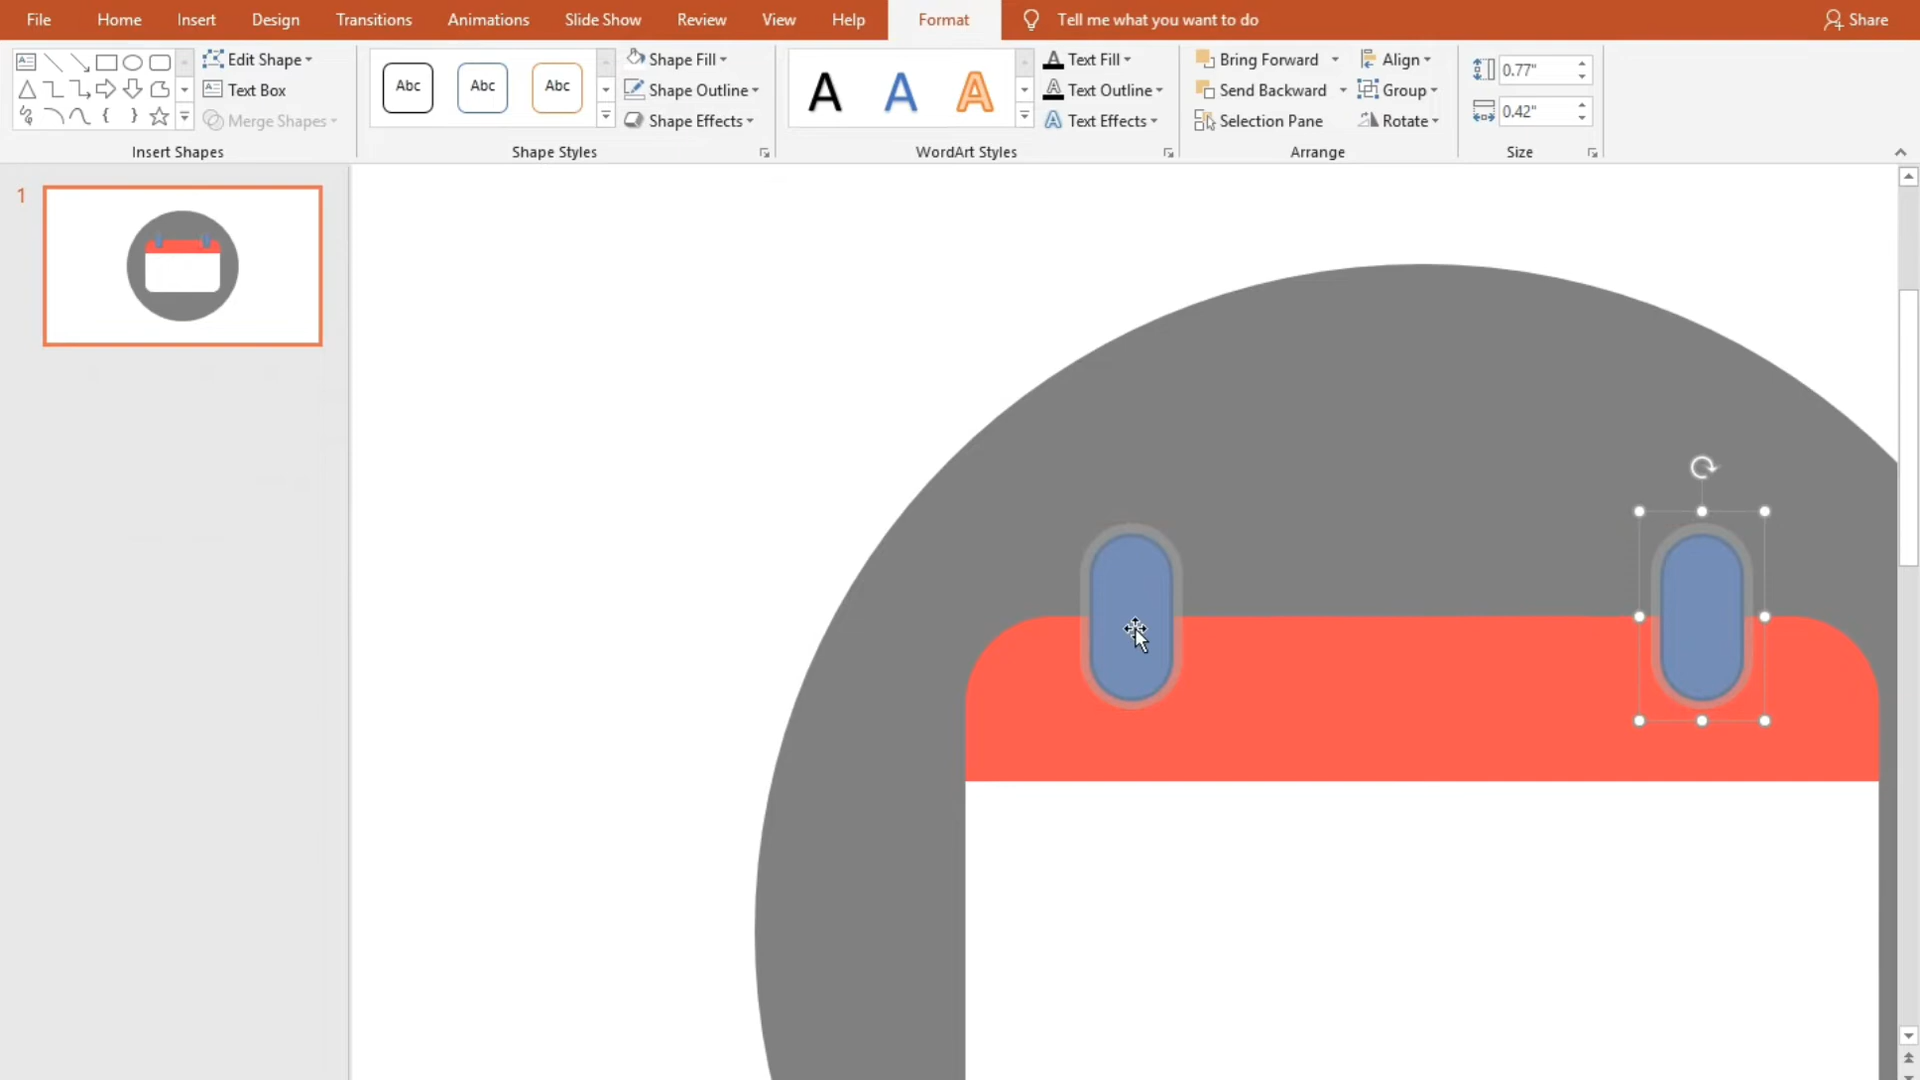 File Home Insert Design Transitions Animations Slide Show Review View Help Format Tell me what you want to do Share
Edit Shape
Text Box
Merge Shapes
Insert Shapes
Abc Abc Abc
Shape Fill
Shape Outline
Shape Effects
Shape Styles
A A A
Text Fill
Text Outline
Text Effects
WordArt Styles
Bring Forward
Send Backward
Selection Pane
Align
Group
Rotate
Arrange
0.77"
0.42"
Size
1